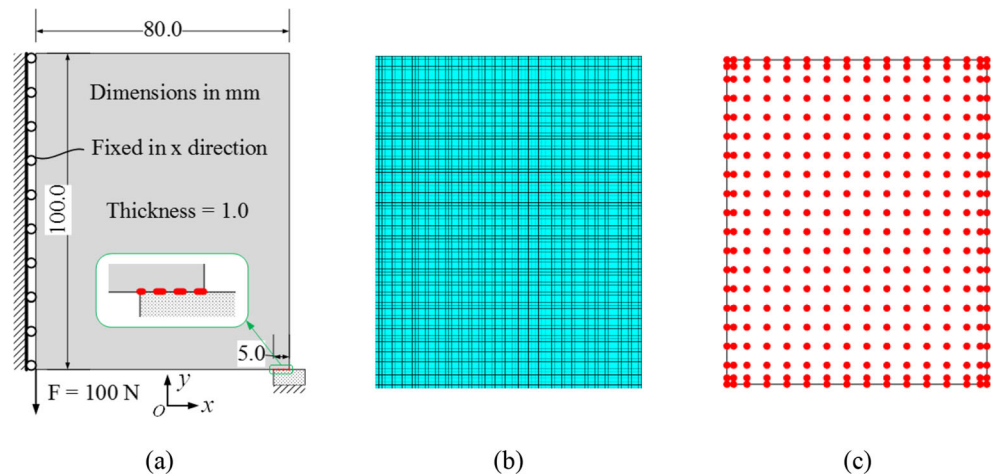 80.0
Dimensions in mm
Fixed in x direction
100.0
Thickness = 1.0
5.0
F = 100 N
y
O
x
(a)
(b)
(c)